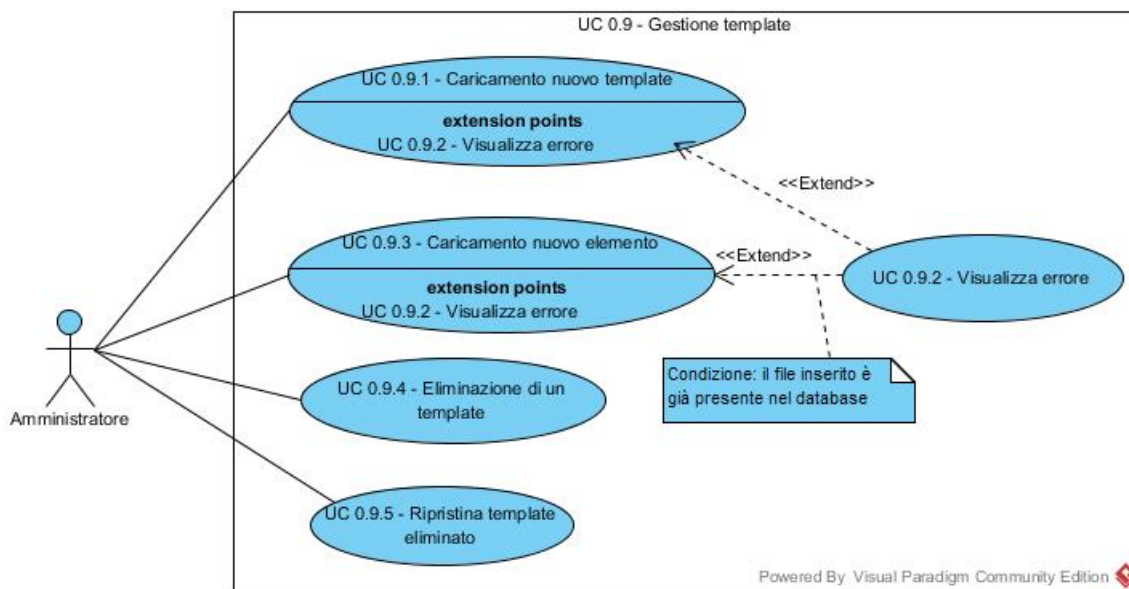 UC 0.9 - Gestione template
UC 0.9.1 - Caricamento nuovo template
extension points
UC 0.9.2 - Visualizza errore
<<Extend>>
UC 0.9.3 - Caricamento nuovo elemento
extension points
UC 0.9.2 - Visualizza errore
<<Extend>>
UC 0.9.2 - Visualizza errore
Condizione: il file inserito è
già presente nel database
UC 0.9.4 - Eliminazione di un
template
Amministratore
UC 0.9.5 - Ripristina template
eliminato
Powered By Visual Paradigm Community Edition